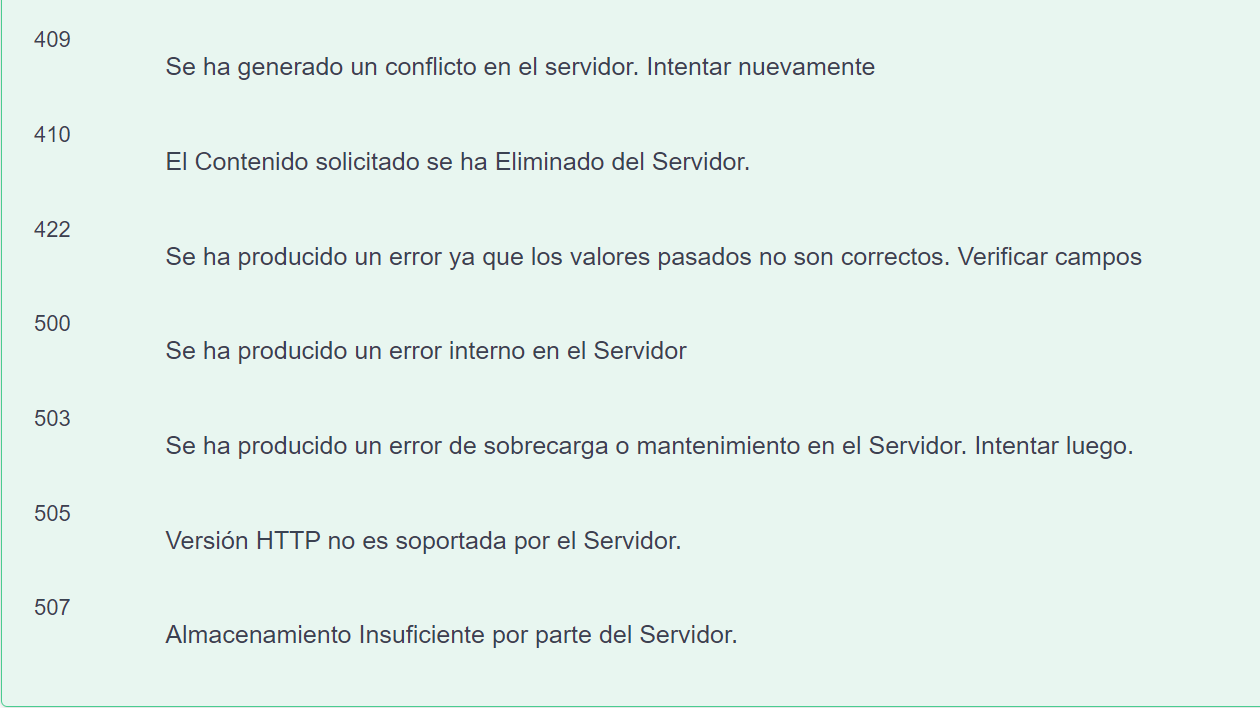 409
Se ha generado un conflicto en el servidor. Intentar nuevamente
410
El Contenido solicitado se ha Eliminado del Servidor.
422
Se ha producido un error ya que los valores pasados no son correctos. Verificar campos
500
Se ha producido un error interno en el Servidor
503
Se ha producido un error de sobrecarga o mantenimiento en el Servidor. Intentar luego.
505
Versión HTTP no es soportada por el Servidor.
507
Almacenamiento Insuficiente por parte del Servidor.